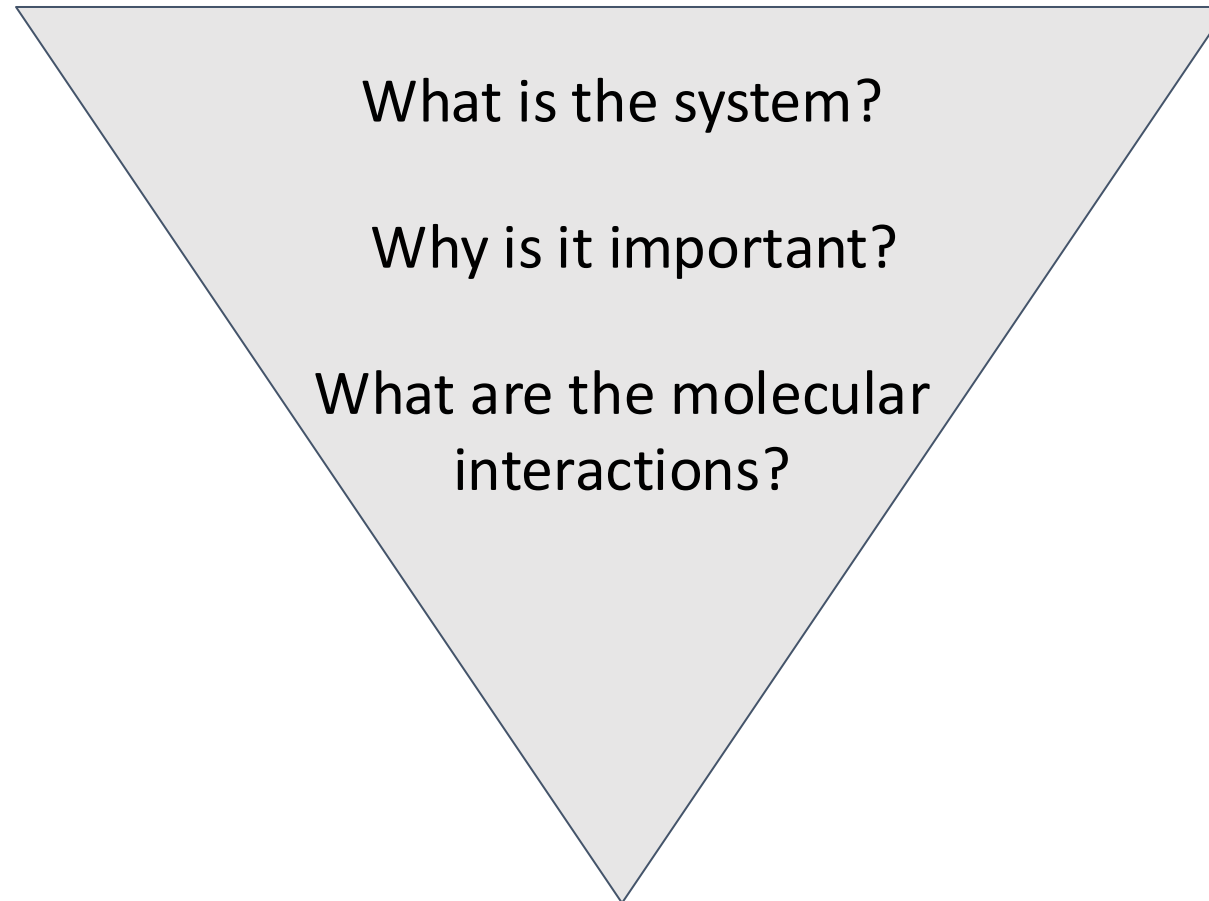 What is the system?
Why is it important?
What are the molecular
interactions?